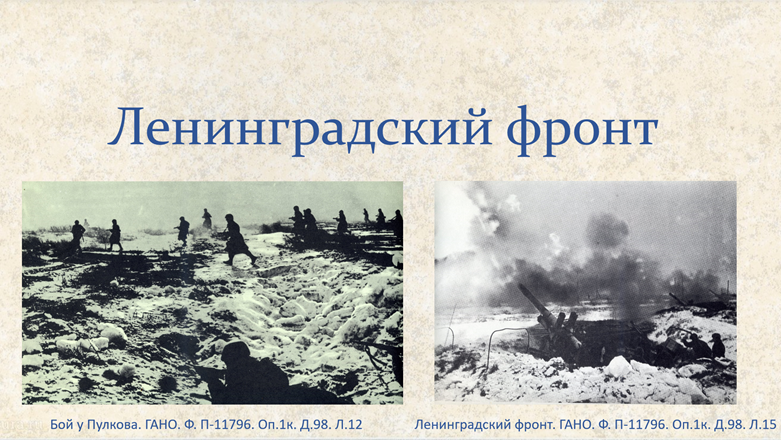 Ленинградский фронт
Бой у Пулкова. ГАНО. Ф. П-11796. Оп.1к. Д.98. Л.12
Ленинградский фронт. ГАНО. Ф. П-11796. Оп.1к. Д.98. Л.15